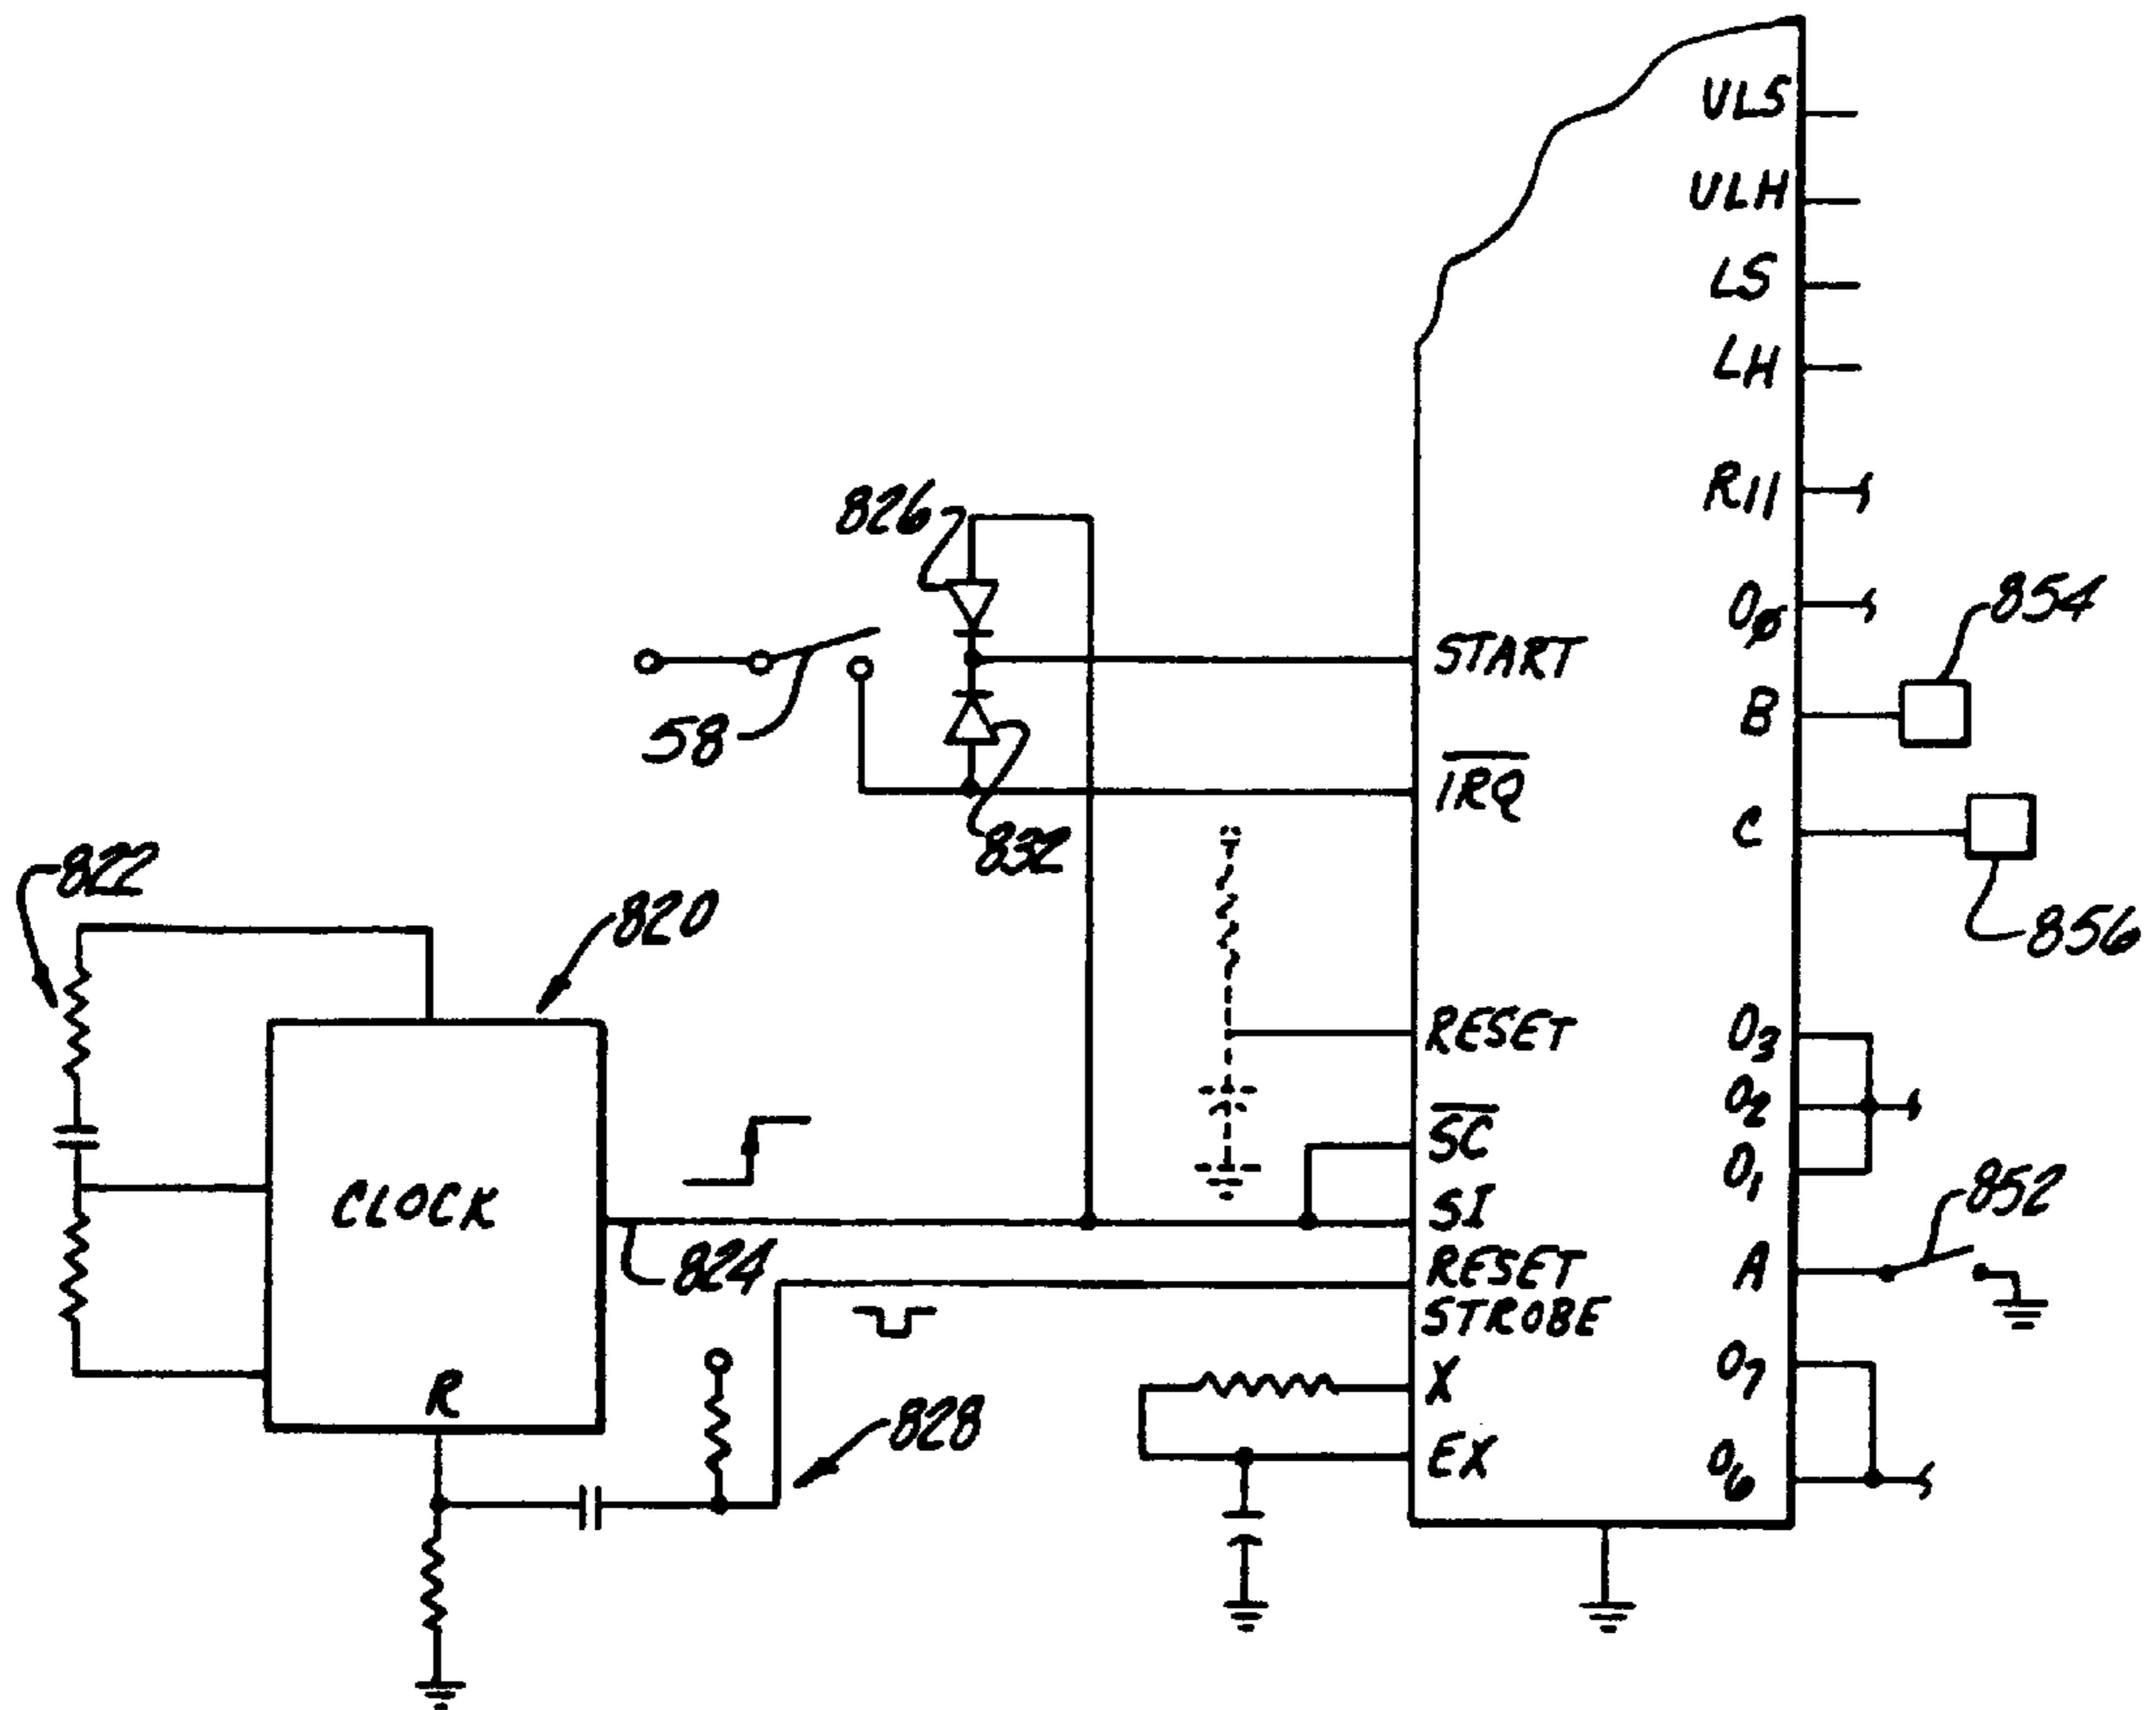 ULS
ULH
LS
LH
R11
826
OØ
854
START
58
B
IRQ
C
832
822
820
856
RESET
O3
SC
O2
CLOCK
SI
O1
852
824
RESET
STROBE
A
R
X
O7
828
EX
O6